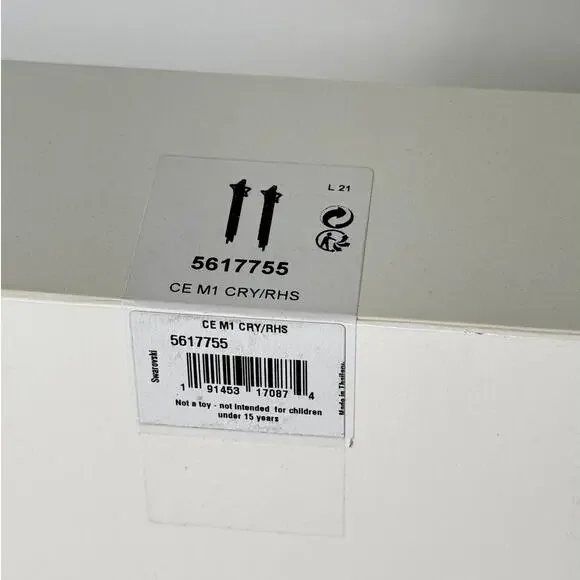 L 21
5617755
CE M1 CRY/RHS
CE M1 CRY/RHS
5617755
Swarovski
1 91453 17087 4
Made in
Not a toy - not intended for children
under 15 years